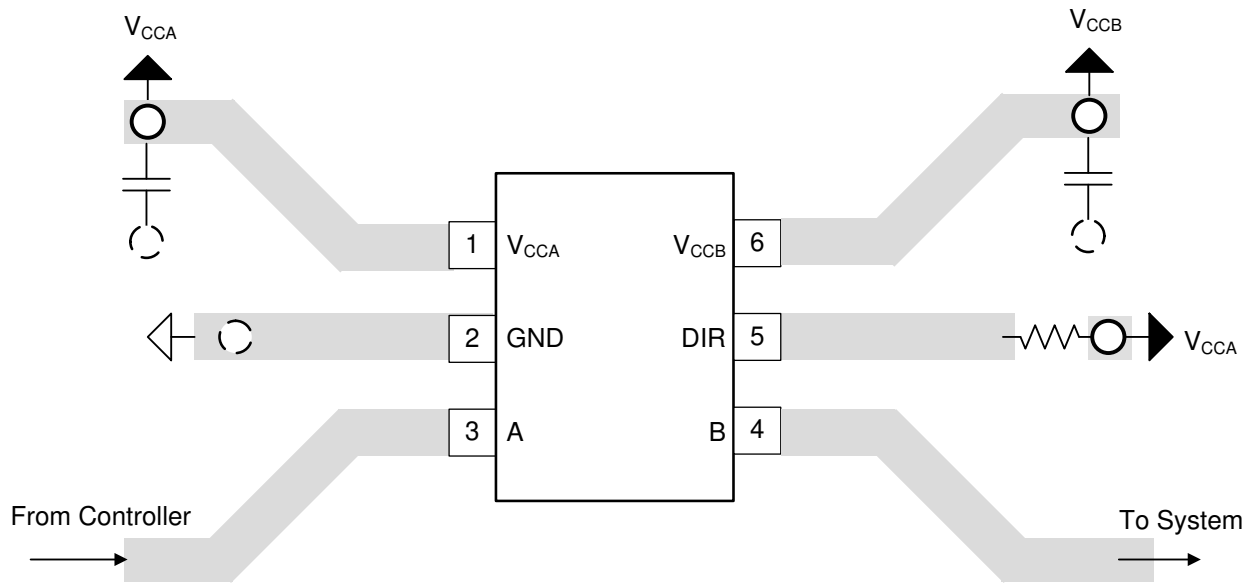 VCCA
VCCB
1 VCCA
VCCB 6
2 GND
DIR 5
VCCA
3 A
B 4
From Controller
To System